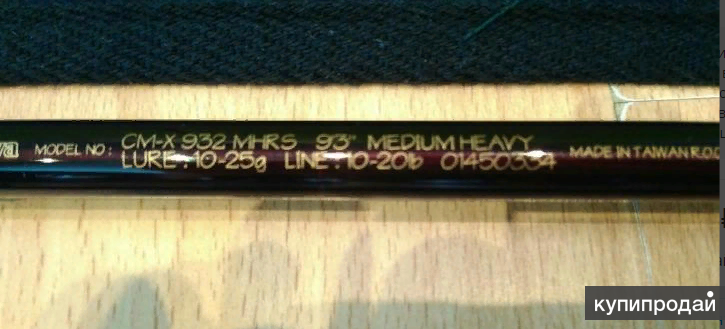 MODEL NO: CM-X 932 MHRS 9'3" MEDIUM HEAVY
LURE: 10-25g LINE: 10-20lb 01450334
MADE IN TAIWAN R.O.
купипродай